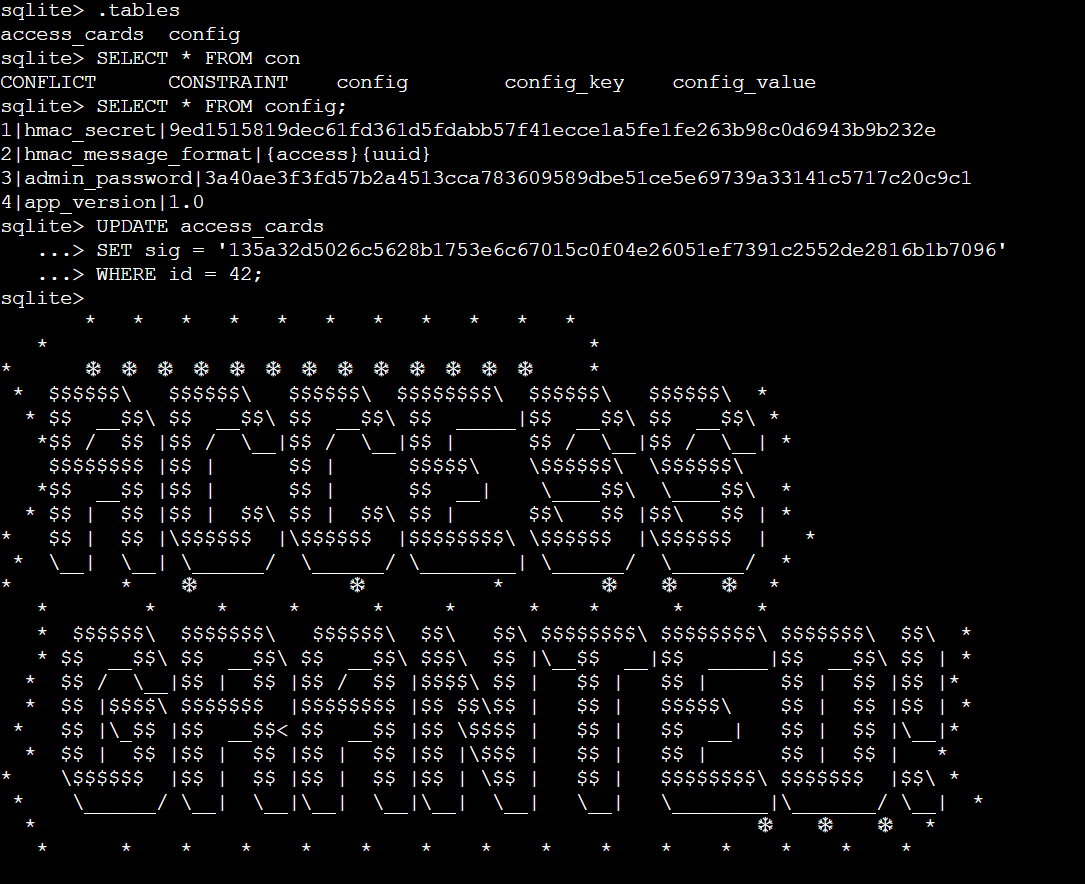 sqlite> .tables
access_cards  config
sqlite> SELECT * FROM con
CONFLICT      CONSTRAINT    config        config_key    config_value
sqlite> SELECT * FROM config;
1|hmac_secret|9ed1515819dec61fd361d5fdabb57f41ecce1a5fe1fe263b98c0d6943b9b232e
2|hmac_message_format|{access}{uuid}
3|admin_password|3a40ae3f3fd57b2a4513cca783609589dbe51ce5e69739a33141c5717c20c9c1
4|app_version|1.0
sqlite> UPDATE access_cards
   ...> SET sig = '135a32d5026c5628b1753e6c67015c0f04e26051ef7391c2552de2816b1b7096'
   ...> WHERE id = 42;
sqlite>
ACCESS
GRANTED!